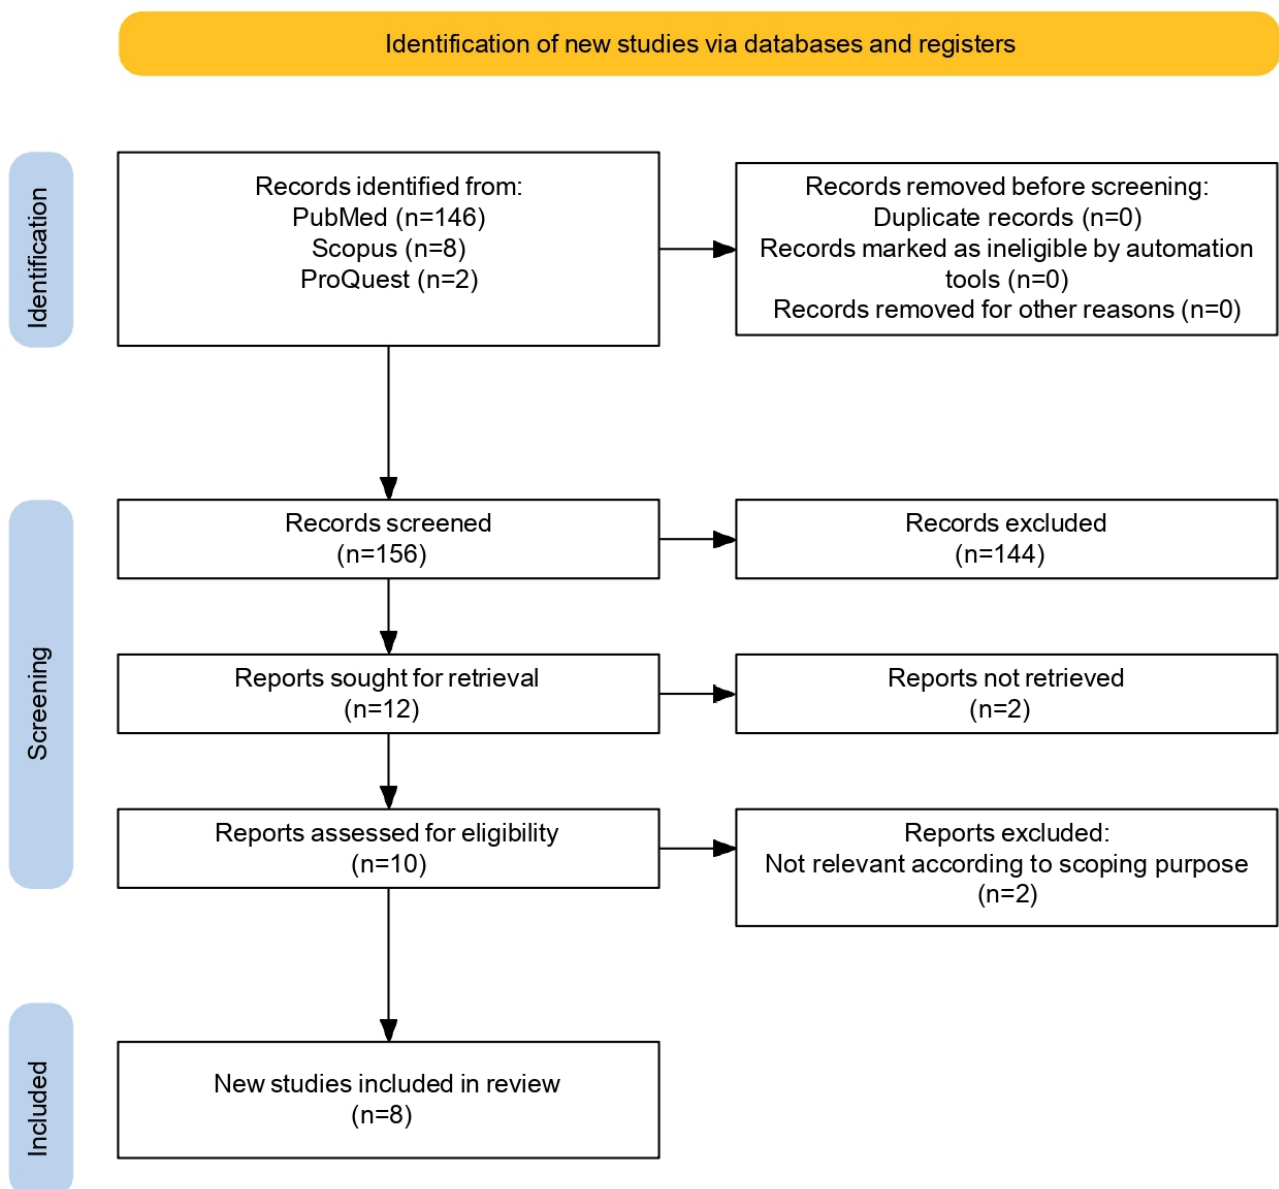 Identification of new studies via databases and registers
Identification
Records identified from:
PubMed (n=146)
Scopus (n=8)
ProQuest (n=2)
Records removed before screening:
Duplicate records (n=0)
Records marked as ineligible by automation
tools (n=0)
Records removed for other reasons (n=0)
Screening
Records screened
(n=156)
Records excluded
(n=144)
Reports sought for retrieval
(n=12)
Reports not retrieved
(n=2)
Reports assessed for eligibility
(n=10)
Reports excluded:
Not relevant according to scoping purpose
(n=2)
Included
New studies included in review
(n=8)